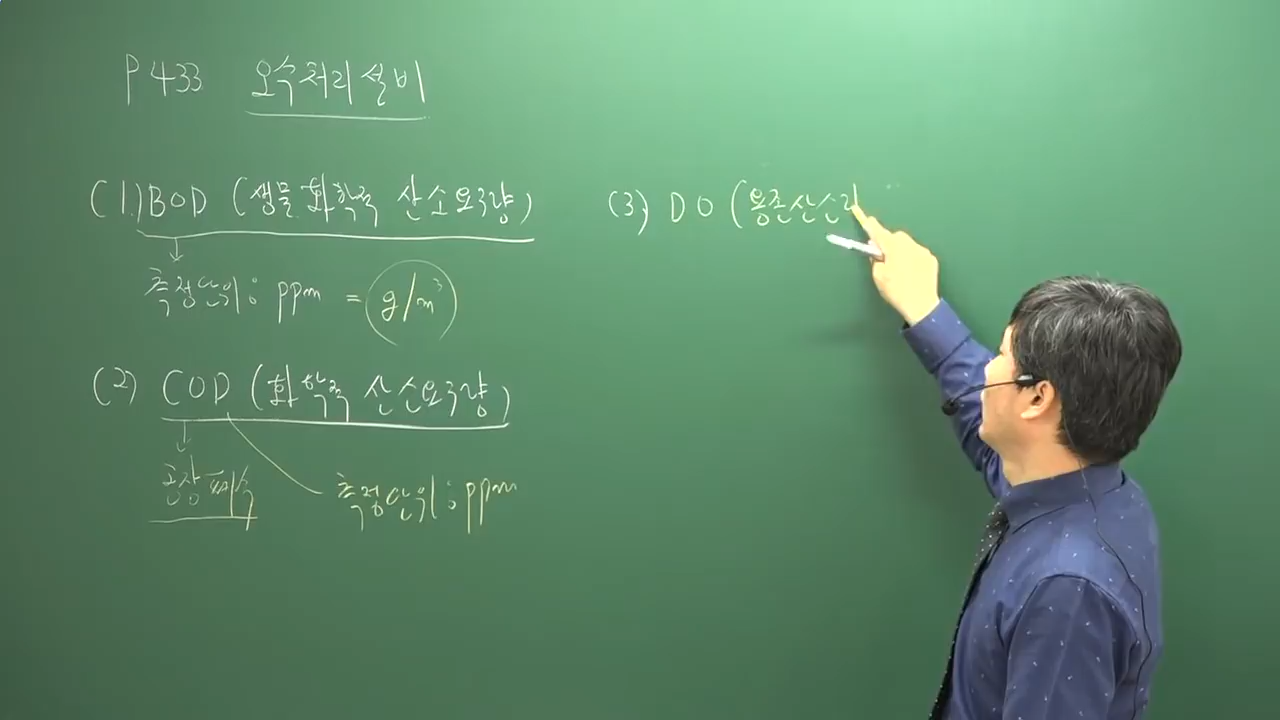 P 433 오수처리설비
(1) BOD (생물화학적 산소요구량)
측정단위 : ppm = g/m³
(2) COD (화학적 산소요구량)
공장폐수
측정단위 : ppm
(3) DO (용존산소